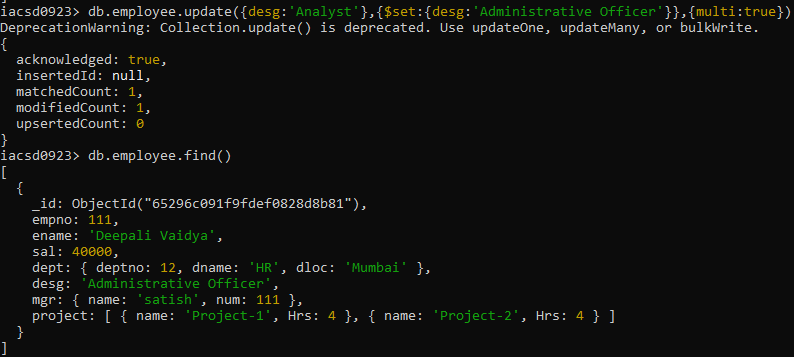 iacsd0923> db.employee.update({desg:'Analyst'},{$set:{desg:'Administrative Officer'}},{multi:true})
DeprecationWarning: Collection.update() is deprecated. Use updateOne, updateMany, or bulkWrite.
{
  acknowledged: true,
  insertedId: null,
  matchedCount: 1,
  modifiedCount: 1,
  upsertedCount: 0
}
iacsd0923> db.employee.find()
[
  {
    _id: ObjectId("65296c091f9fdef0828d8b81"),
    empno: 111,
    ename: 'Deepali Vaidya',
    sal: 40000,
    dept: { deptno: 12, dname: 'HR', dloc: 'Mumbai' },
    desg: 'Administrative Officer',
    mgr: { name: 'satish', num: 111 },
    project: [ { name: 'Project-1', Hrs: 4 }, { name: 'Project-2', Hrs: 4 } ]
  }
]